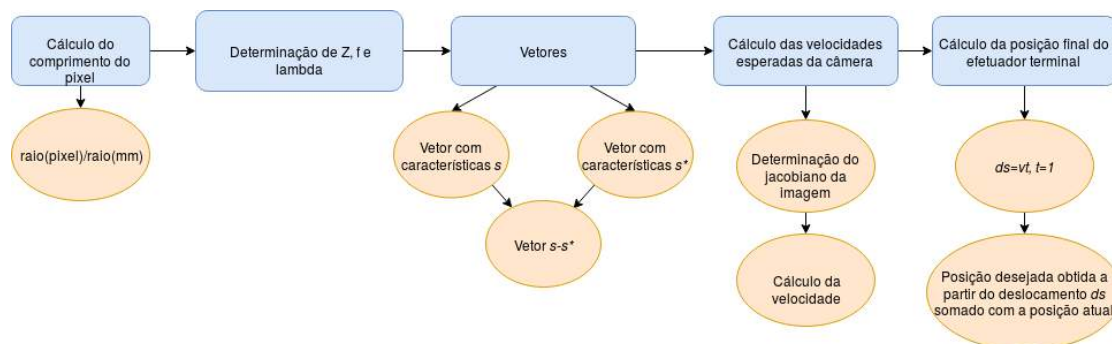 Cálculo do
comprimento do
pixel
Determinação de Z, f e
lambda
Vetores
Cálculo das velocidades
esperadas da câmera
Cálculo da posição final do
efetuador terminal
raio(pixel)/raio(mm)
Vetor com
características s
Vetor com
características s*
Vetor s-s*
Determinação do
jacobiano da
imagem
Cálculo da
velocidade
ds=vt, t=1
Posição desejada obtida a
partir do deslocamento ds
somado com a posição atual